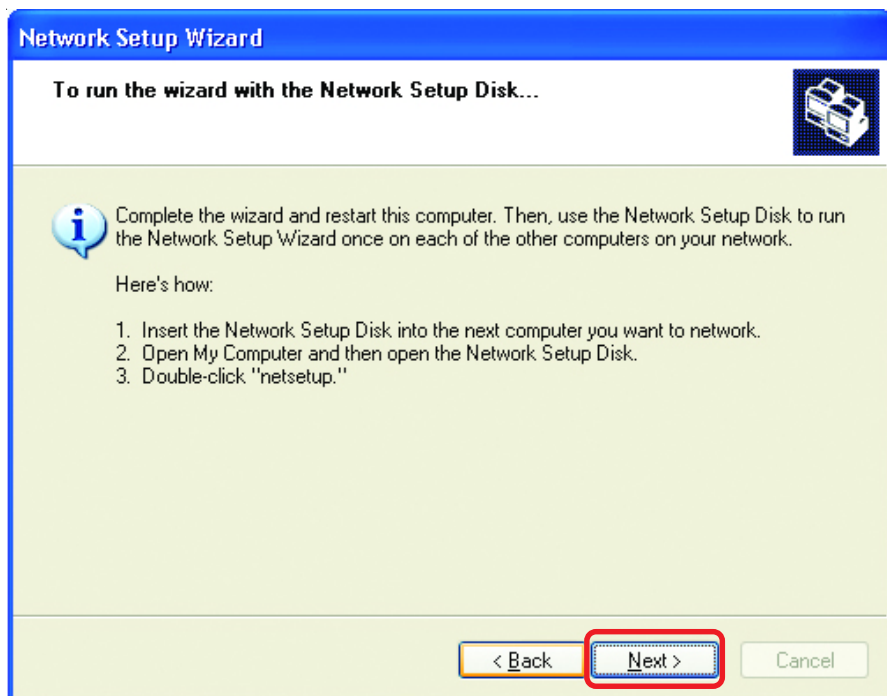 Network Setup Wizard
To run the wizard with the Network Setup Disk...
Complete the wizard and restart this computer. Then, use the Network Setup Disk to run
the Network Setup Wizard once on each of the other computers on your network.
Here's how:
1. Insert the Network Setup Disk into the next computer you want to network.
2. Open My Computer and then open the Network Setup Disk.
3. Double-click "netsetup."
< Back
Next >
Cancel